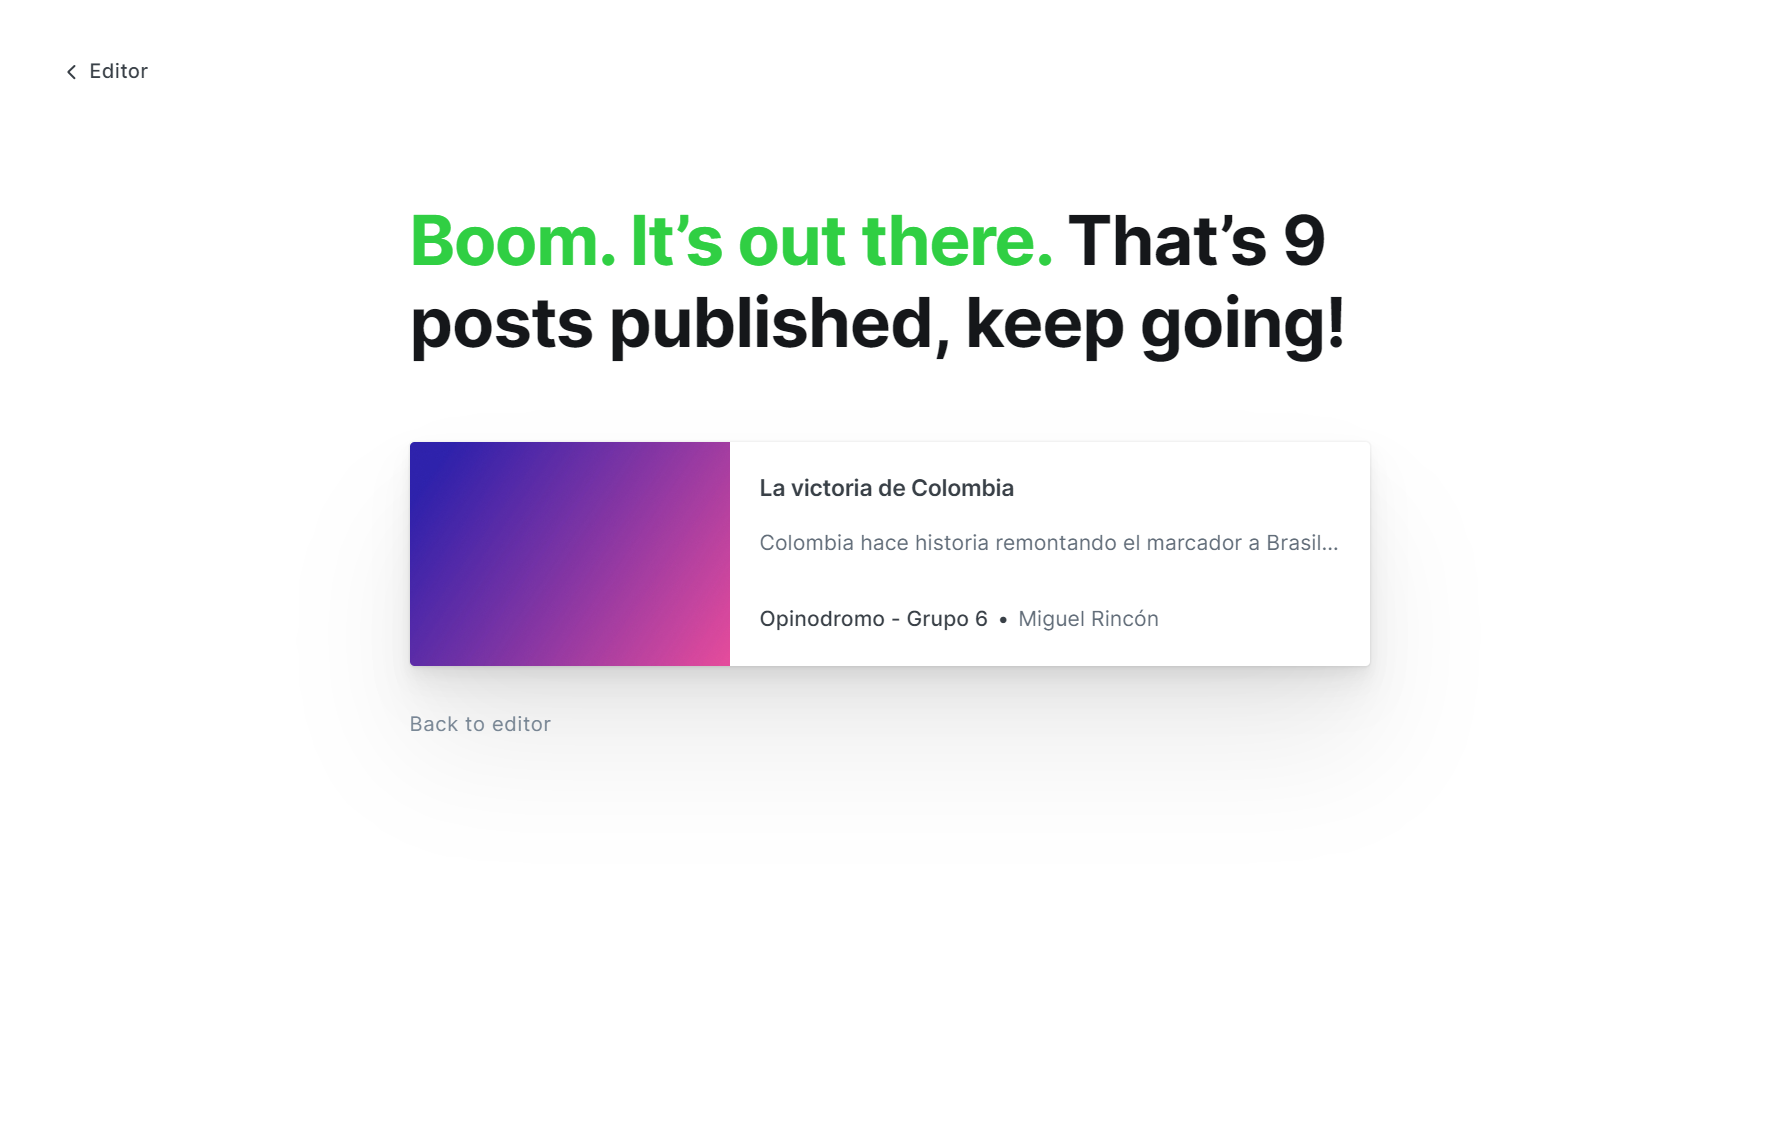 Editor
Boom. It’s out there. That’s 9
posts published, keep going!
La victoria de Colombia
Colombia hace historia remontando el marcador a Brasil...
Opinodromo - Grupo 6 • Miguel Rincón
Back to editor